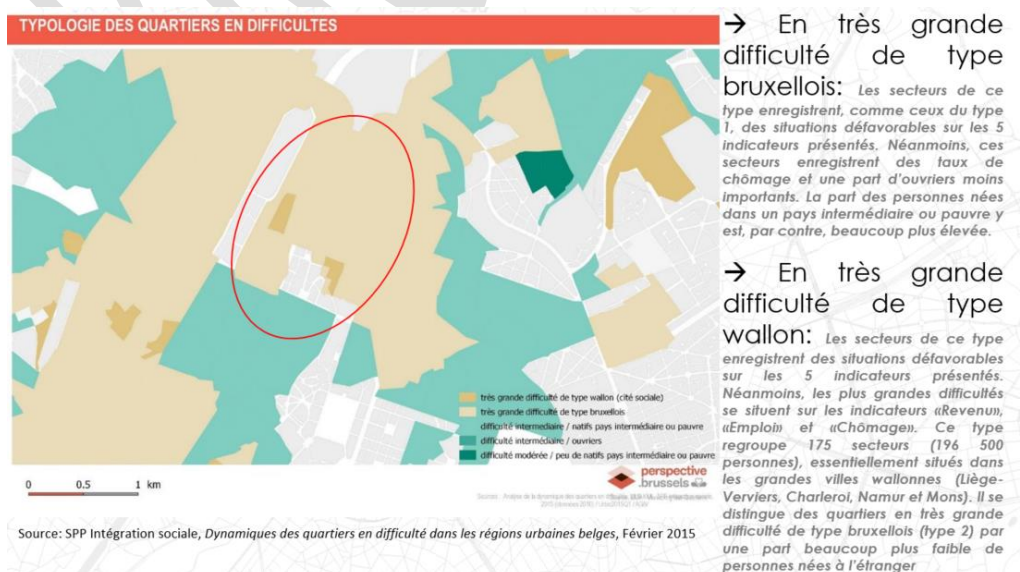 TYPOLOGIE DES QUARTIERS EN DIFFICULTES
très grande difficulté de type wallon (cité sociale)
très grande difficulté de type bruxellois
difficulté intermediaire / natifs pays intermédiaire ou pauvre
difficulté intermédiaire / ouvriers
difficulté modérée / peu de natifs pays intermédiaire ou pauvre
0 0.5 1 km
perspective
.brussels
Source: SPP Intégration sociale, Dynamiques des quartiers en difficulté dans les régions urbaines belges, Février 2015
→ En très grande
difficulté de type
bruxellois: Les secteurs de ce
type enregistrent, comme ceux du type
1, des situations défavorables sur les 5
indicateurs présentés. Néanmoins, ces
secteurs enregistrent des taux de
chômage et une part d'ouvriers moins
importants. La part des personnes nées
dans un pays intermédiaire ou pauvre y
est, par contre, beaucoup plus élevée.
→ En très grande
difficulté de type
wallon: Les secteurs de ce type
enregistrent des situations défavorables
sur les 5 indicateurs présentés.
Néanmoins, les plus grandes difficultés
se situent sur les indicateurs «Revenu»,
«Emploi» et «Chômage». Ce type
regroupe 175 secteurs (196 500
personnes), essentiellement situés dans
les grandes villes wallonnes (Liège-
Verviers, Charleroi, Namur et Mons). Il se
distingue des quartiers en très grande
difficulté de type bruxellois (type 2) par
une part beaucoup plus faible de
personnes nées à l'étranger